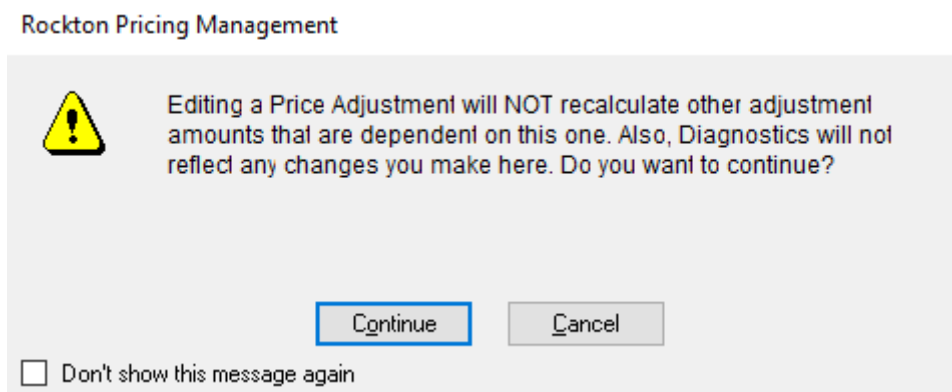 Rockton Pricing Management
Editing a Price Adjustment will NOT recalculate other adjustment
amounts that are dependent on this one. Also, Diagnostics will not
reflect any changes you make here. Do you want to continue?
Continue
Cancel
Don't show this message again